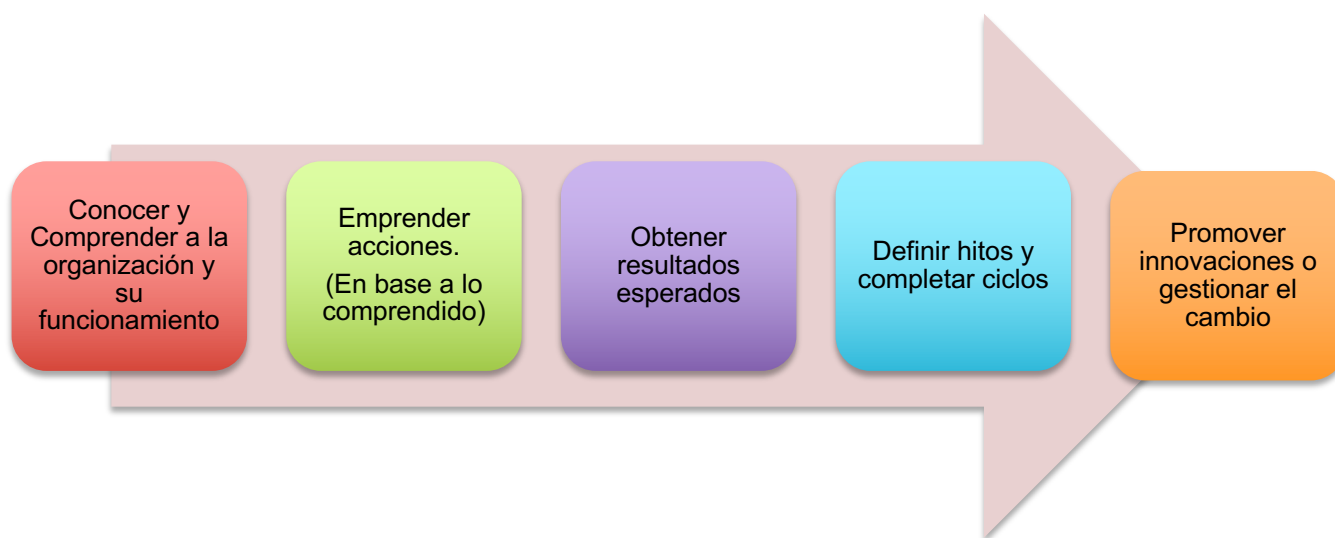 Conocer y
Comprender a la
organización y
su
funcionamiento
Emprender
acciones.
(En base a lo
comprendido)
Obtener
resultados
esperados
Definir hitos y
completar ciclos
Promover
innovaciones o
gestionar el
cambio